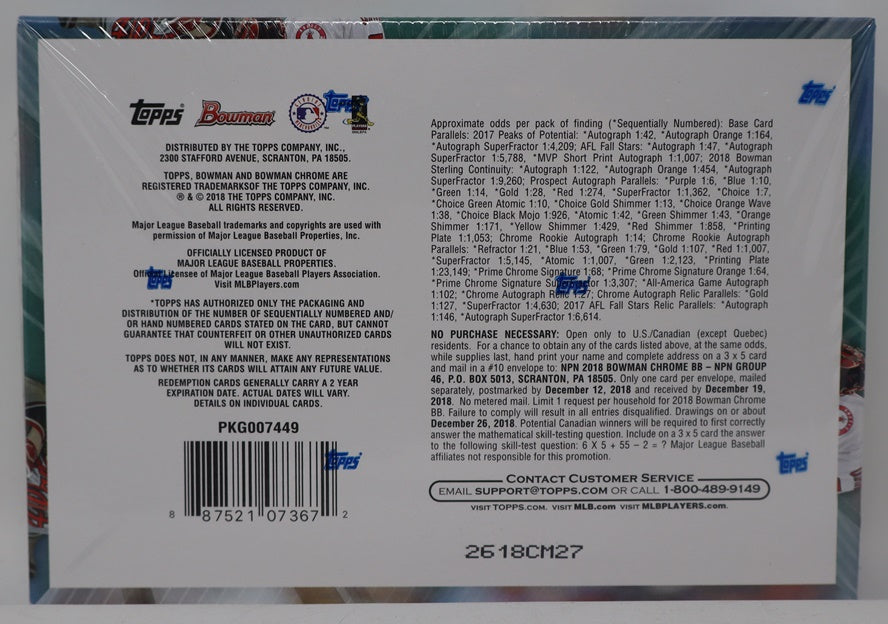 Topps Bowman
DISTRIBUTED BY THE TOPPS COMPANY, INC.,
2300 STAFFORD AVENUE, SCRANTON, PA 18505.
TOPPS, BOWMAN AND BOWMAN CHROME ARE
REGISTERED TRADEMARKSOF THE TOPPS COMPANY, INC.
® & © 2018 THE TOPPS COMPANY, INC.
ALL RIGHTS RESERVED.
Major League Baseball trademarks and copyrights are used with
permission of Major League Baseball Properties, Inc.
OFFICIALLY LICENSED PRODUCT OF
MAJOR LEAGUE BASEBALL PROPERTIES.
Official Licensee of Major League Baseball Players Association.
Visit MLBPlayers.com
*TOPPS HAS AUTHORIZED ONLY THE PACKAGING AND
DISTRIBUTION OF THE NUMBER OF SEQUENTIALLY NUMBERED AND/
OR HAND NUMBERED CARDS STATED ON THE CARD, BUT CANNOT
GUARANTEE THAT COUNTERFEIT OR OTHER UNAUTHORIZED CARDS
WILL NOT EXIST.
TOPPS DOES NOT, IN ANY MANNER, MAKE ANY REPRESENTATIONS
AS TO WHETHER ITS CARDS WILL ATTAIN ANY FUTURE VALUE.
REDEMPTION CARDS GENERALLY CARRY A 2 YEAR
EXPIRATION DATE. ACTUAL DATES WILL VARY.
DETAILS ON INDIVIDUAL CARDS.
PKG007449
8 87521 07367 2
Approximate odds per pack of finding (*Sequentially Numbered): Base Card
Parallels: 2017 Peaks of Potential: *Autograph 1:42, *Autograph Orange 1:164,
*Autograph SuperFractor 1:4,209; AFL Fall Stars: *Autograph 1:47, *Autograph
SuperFractor 1:5,788, *MVP Short Print Autograph 1:1,007; 2018 Bowman
Sterling Continuity: *Autograph 1:122, *Autograph Orange 1:454, *Autograph
SuperFractor 1:9,260; Prospect Autograph Parallels: *Purple 1:6, *Blue 1:10,
*Green 1:14, *Gold 1:28, *Red 1:274, *SuperFractor 1:1,362, *Choice 1:7,
*Choice Green Atomic 1:10, *Choice Gold Shimmer 1:13, *Choice Orange Wave
1:38, *Choice Black Mojo 1:926, *Atomic 1:42, *Green Shimmer 1:43, *Orange
Shimmer 1:171, *Yellow Shimmer 1:429, *Red Shimmer 1:858, *Printing
Plate 1:1,053; Chrome Rookie Autograph 1:14; Chrome Rookie Autograph
Parallels: *Refractor 1:21, *Blue 1:53, *Green 1:79, *Gold 1:107, *Red 1:1,007,
*SuperFractor 1:5,145, *Atomic 1:1,007, *Green 1:2,123, *Printing Plate
1:23,149; *Prime Chrome Signature 1:68; *Prime Chrome Signature Orange 1:64,
*Prime Chrome Signature SuperFractor 1:3,307; *All-America Game Autograph
1:102; *Chrome Autograph Relic 1:27; Chrome Autograph Relic Parallels: *Gold
1:127, *SuperFractor 1:4,630; 2017 AFL Fall Stars Relic Parallels: *Autograph
1:146, *Autograph SuperFractor 1:6,614.
NO PURCHASE NECESSARY: Open only to U.S./Canadian (except Quebec)
residents. For a chance to obtain any of the cards listed above, at the same odds,
while supplies last, hand print your name and complete address on a 3 x 5 card
and mail in a #10 envelope to: NPN 2018 BOWMAN CHROME BB – NPN GROUP
46, P.O. BOX 5013, SCRANTON, PA 18505. Only one card per envelope, mailed
separately, postmarked by December 12, 2018 and received by December 19,
2018. No metered mail. Limit 1 request per household for 2018 Bowman Chrome
BB. Failure to comply will result in all entries disqualified. Drawings on or about
December 26, 2018. Potential Canadian winners will be required to first correctly
answer the mathematical skill-testing question. Include on a 3 x 5 card the answer
to the following skill-test question: 6 X 5 + 55 – 2 = ? Major League Baseball
affiliates not responsible for this promotion.
CONTACT CUSTOMER SERVICE
EMAIL SUPPORT@TOPPS.COM OR CALL 1-800-489-9149
VISIT TOPPS.COM. VISIT MLB.COM VISIT MLBPLAYERS.COM.
2618CM27
Topps
Topps
Topps
Topps
Topps
Topps